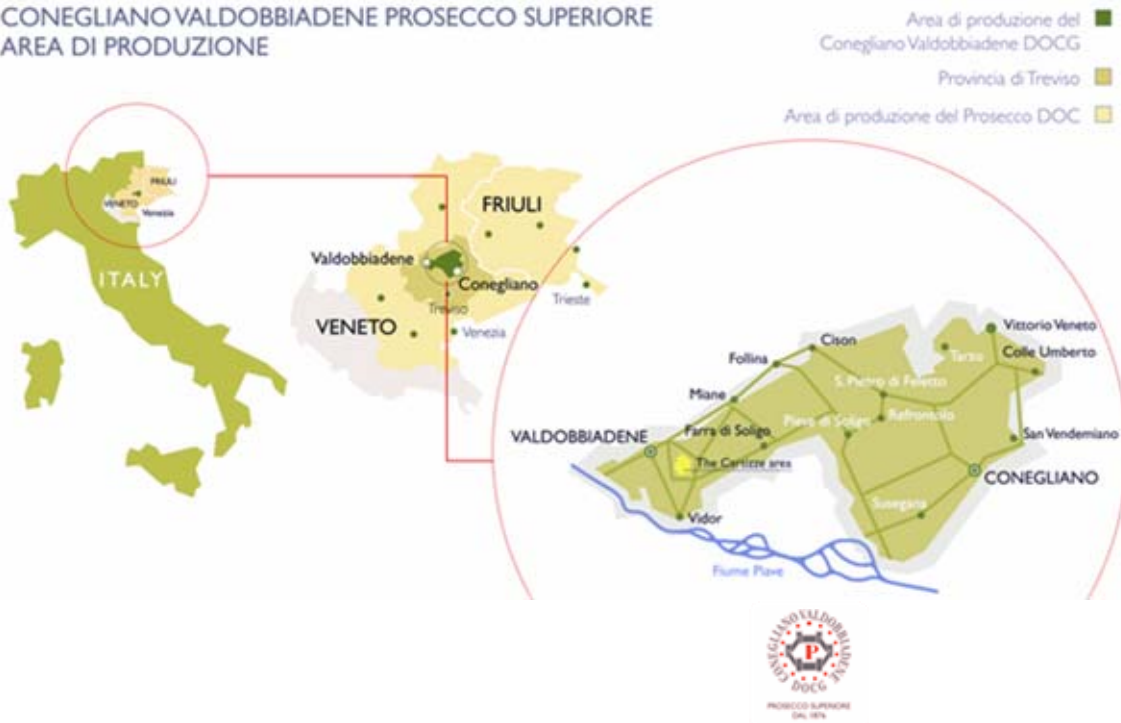 CONEGLIANO VALDOBBIADENE PROSECCO SUPERIORE
AREA DI PRODUZIONE
Area di produzione del
Conegliano Valdobbiadene DOCG
Provincia di Treviso
Area di produzione del Prosecco DOC
FRIULI
VENETO
Venezia
ITALY
FRIULI
Valdobbiadene
Conegliano
Treviso
Trieste
VENETO
Venezia
Vittorio Veneto
Cison
Tarzo
Colle Umberto
Follina
S. Pietro di Feletto
Miane
Refrontolo
Pieve di Soligo
Farra di Soligo
San Vendemiano
VALDOBBIADENE
The Cartizze area
CONEGLIANO
Susegana
Vidor
Fiume Piave
CONEGLIANO VALDOBBIADENE
P
DOCG
PROSECCO SUPERIORE
DAL 1876